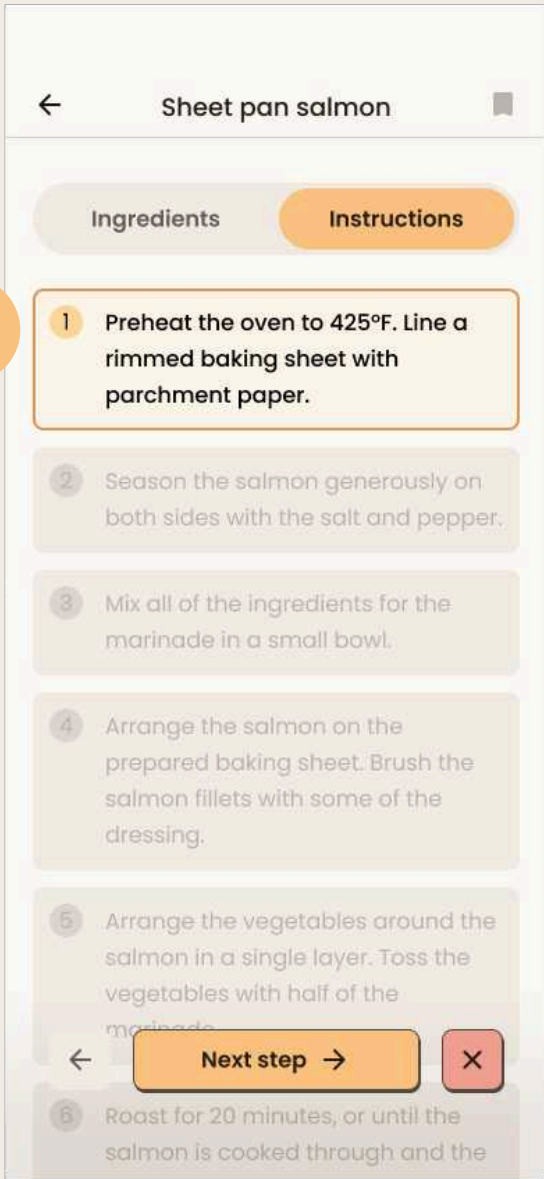 Sheet pan salmon
Ingredients
Instructions
1
Preheat the oven to 425°F. Line a
rimmed baking sheet with
parchment paper.
2
Season the salmon generously on
both sides with the salt and pepper.
3
Mix all of the ingredients for the
marinade in a small bowl.
4
Arrange the salmon on the
prepared baking sheet. Brush the
salmon fillets with some of the
dressing.
5
Arrange the vegetables around the
salmon in a single layer. Toss the
vegetables with half of the
marinade.
Next step →
6
Roast for 20 minutes, or until the
salmon is cooked through and the